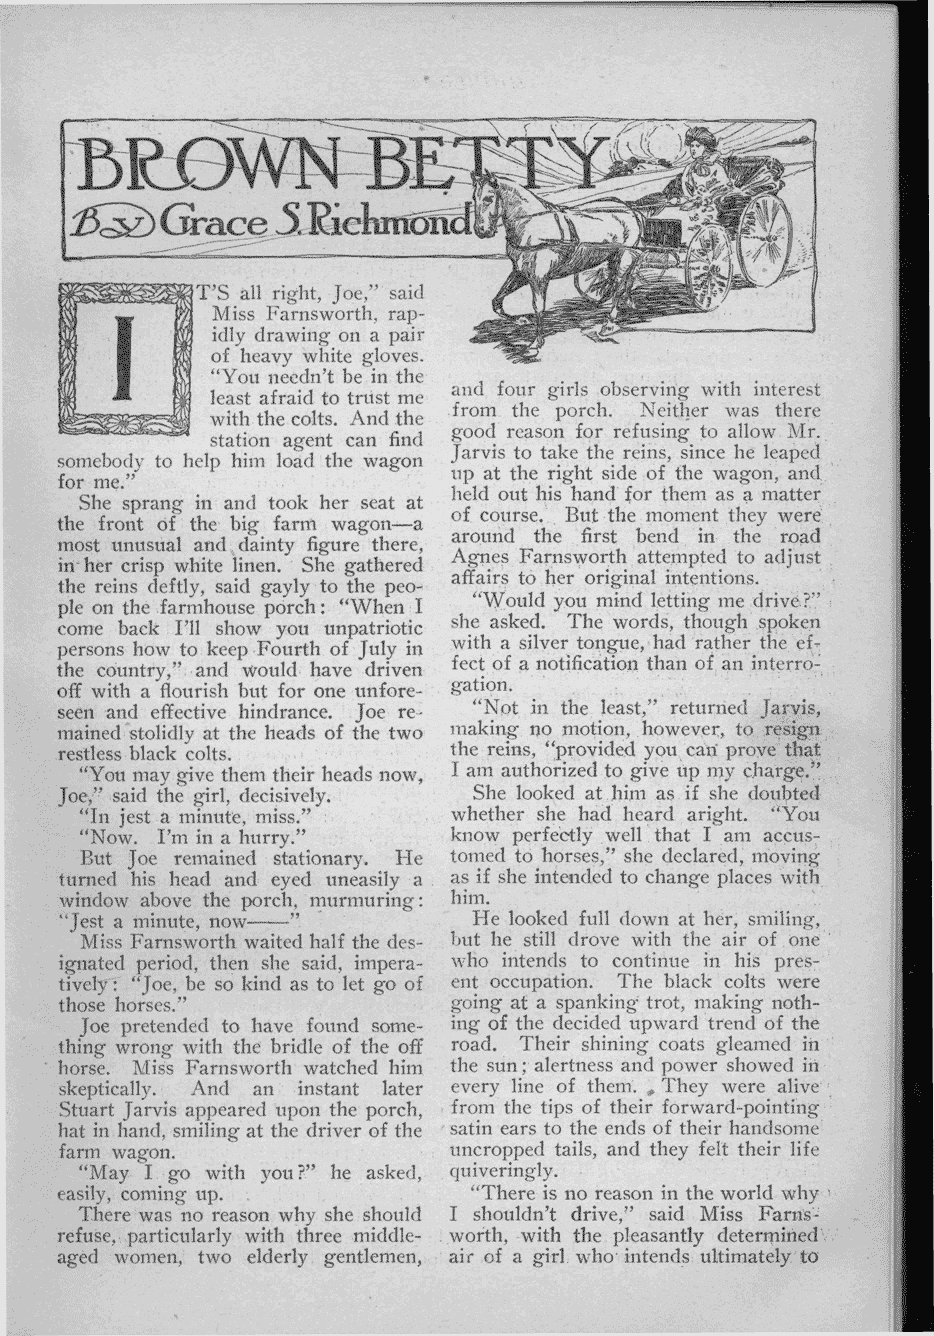 BROWN BETTY
By Grace S. Richmond
IT'S all right, Joe," said
Miss Farnsworth, rap-
idly drawing on a pair
of heavy white gloves.
"You needn't be in the
least afraid to trust me
with the colts. And the
station agent can find
somebody to help him load the wagon
for me."
She sprang in and took her seat at
the front of the big farm wagon—a
most unusual and dainty figure there,
in her crisp white linen. She gathered
the reins deftly, said gayly to the peo-
ple on the farmhouse porch: "When I
come back I'll show you unpatriotic
persons how to keep Fourth of July in
the country," and would have driven
off with a flourish but for one unfore-
seen and effective hindrance. Joe re-
mained stolidly at the heads of the two
restless black colts.
"You may give them their heads now,
Joe," said the girl, decisively.
"In jest a minute, miss."
"Now. I'm in a hurry."
But Joe remained stationary. He
turned his head and eyed uneasily a
window above the porch, murmuring:
"Jest a minute, now——"
Miss Farnsworth waited half the des-
ignated period, then she said, impera-
tively: "Joe, be so kind as to let go of
those horses."
Joe pretended to have found some-
thing wrong with the bridle of the off
horse. Miss Farnsworth watched him
skeptically. And an instant later
Stuart Jarvis appeared upon the porch,
hat in hand, smiling at the driver of the
farm wagon.
"May I go with you?" he asked,
easily, coming up.
There was no reason why she should
refuse, particularly with three middle-
aged women, two elderly gentlemen,
and four girls observing with interest
from the porch. Neither was there
good reason for refusing to allow Mr.
Jarvis to take the reins, since he leaped
up at the right side of the wagon, and
held out his hand for them as a matter
of course. But the moment they were
around the first bend in the road
Agnes Farnsworth attempted to adjust
affairs to her original intentions.
"Would you mind letting me drive?"
she asked. The words, though spoken
with a silver tongue, had rather the ef-
fect of a notification than of an interro-
gation.
"Not in the least," returned Jarvis,
making no motion, however, to resign
the reins, "provided you can prove that
I am authorized to give up my charge."
She looked at him as if she doubted
whether she had heard aright. "You
know perfectly well that I am accus-
tomed to horses," she declared, moving
as if she intended to change places with
him.
He looked full down at her, smiling,
but he still drove with the air of one
who intends to continue in his pres-
ent occupation. The black colts were
going at a spanking trot, making noth-
ing of the decided upward trend of the
road. Their shining coats gleamed in
the sun; alertness and power showed in
every line of them. They were alive
from the tips of their forward-pointing
satin ears to the ends of their handsome
uncropped tails, and they felt their life
quiveringly.
"There is no reason in the world why
I shouldn't drive," said Miss Farns-
worth, with the pleasantly determined
air of a girl who intends ultimately to